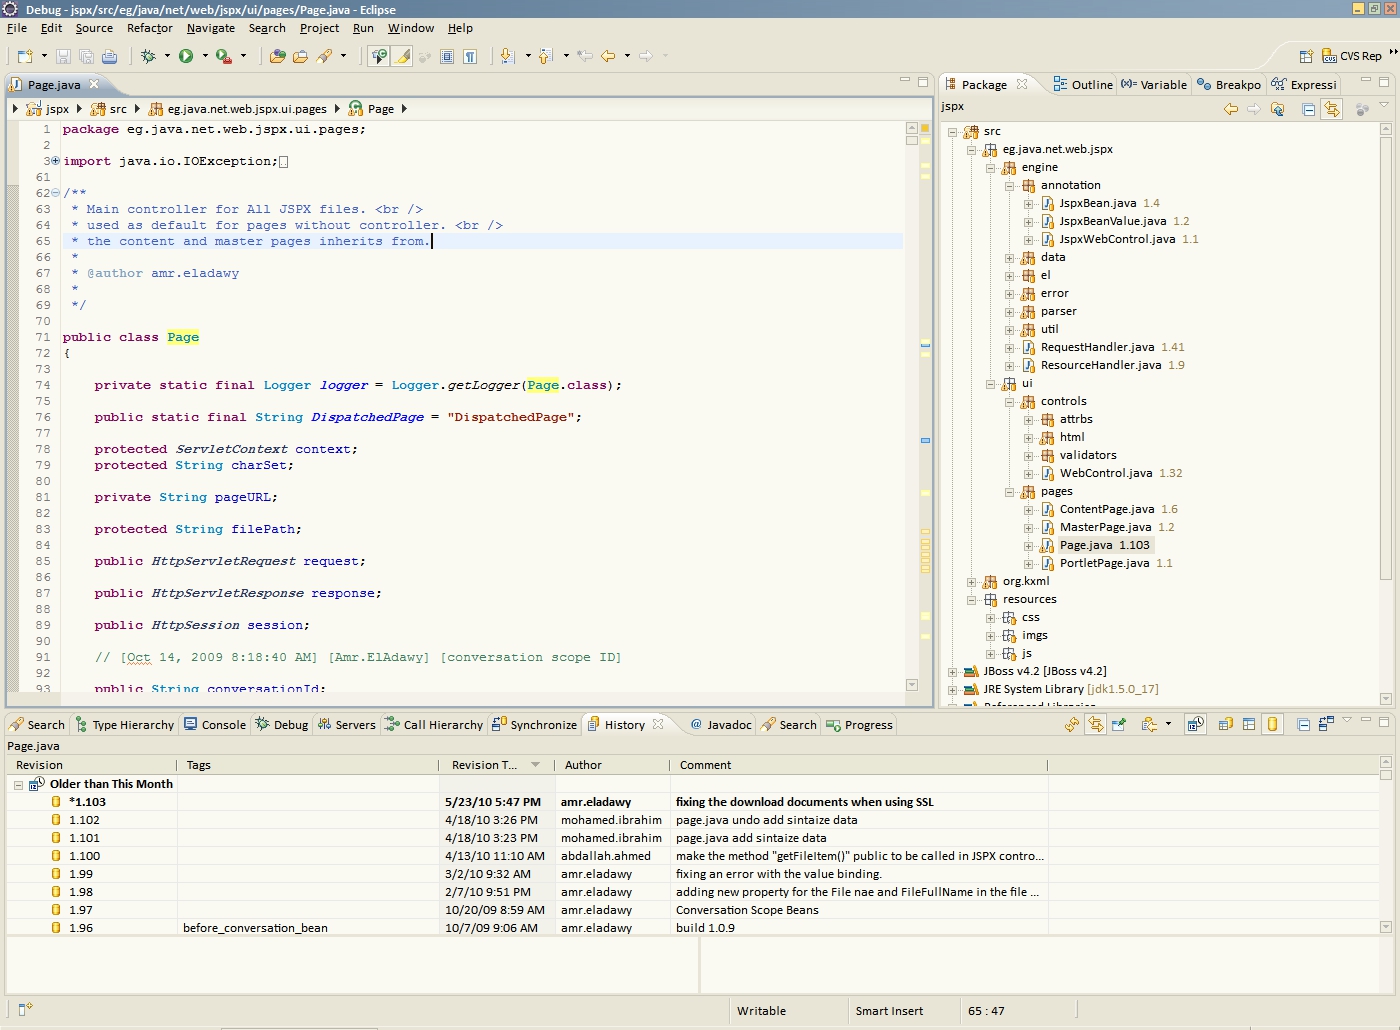 Debug - jspx/src/eg/java/net/web/jspx/ui/pages/Page.java - Eclipse
File Edit Source Refactor Navigate Search Project Run Window Help
CVS Rep
Page.java
jspx src eg.java.net.web.jspx.ui.pages Page
1 package eg.java.net.web.jspx.ui.pages;
2
3 import java.io.IOException;
61
62 /**
63 * Main controller for All JSPX files. <br />
64 * used as default for pages without controller. <br />
65 * the content and master pages inherits from.
66 *
67 * @author amr.eladawy
68 *
69 */
70
71 public class Page
72 {
73
74 private static final Logger logger = Logger.getLogger(Page.class);
75
76 public static final String DispatchedPage = "DispatchedPage";
77
78 protected ServletContext context;
79 protected String charSet;
80
81 private String pageURL;
82
83 protected String filePath;
84
85 public HttpServletRequest request;
86
87 public HttpServletResponse response;
88
89 public HttpSession session;
90
91 // [Oct 14, 2009 8:18:40 AM] [Amr.ElAdawy] [conversation scope ID]
92
93 public String conversationId;
Package Outline (x)= Variable Breakpo Expressi
jspx
src
eg.java.net.web.jspx
engine
annotation
JspxBean.java 1.4
JspxBeanValue.java 1.2
JspxWebControl.java 1.1
data
el
error
parser
util
RequestHandler.java 1.41
ResourceHandler.java 1.9
ui
controls
attrbs
html
validators
WebControl.java 1.32
pages
ContentPage.java 1.6
MasterPage.java 1.2
Page.java 1.103
PortletPage.java 1.1
org.kxml
resources
css
imgs
js
JBoss v4.2 [JBoss v4.2]
JRE System Library [jdk1.5.0_17]
Referenced Libraries
Search Type Hierarchy Console Debug Servers Call Hierarchy Synchronize History @ Javadoc Search Progress
Page.java
Revision Tags Revision T... Author Comment
Older than This Month
*1.103 5/23/10 5:47 PM amr.eladawy fixing the download documents when using SSL
1.102 4/18/10 3:26 PM mohamed.ibrahim page.java undo add sintaize data
1.101 4/18/10 3:23 PM mohamed.ibrahim page.java add sintaize data
1.100 4/13/10 11:10 AM abdallah.ahmed make the method "getFileItem()" public to be called in JSPX contro...
1.99 3/2/10 9:32 AM amr.eladawy fixing an error with the value binding.
1.98 2/7/10 9:51 PM amr.eladawy adding new property for the File nae and FileFullName in the file ...
1.97 10/20/09 8:59 AM amr.eladawy Conversation Scope Beans
1.96 before_conversation_bean 10/7/09 9:06 AM amr.eladawy build 1.0.9
Writable Smart Insert 65 : 47